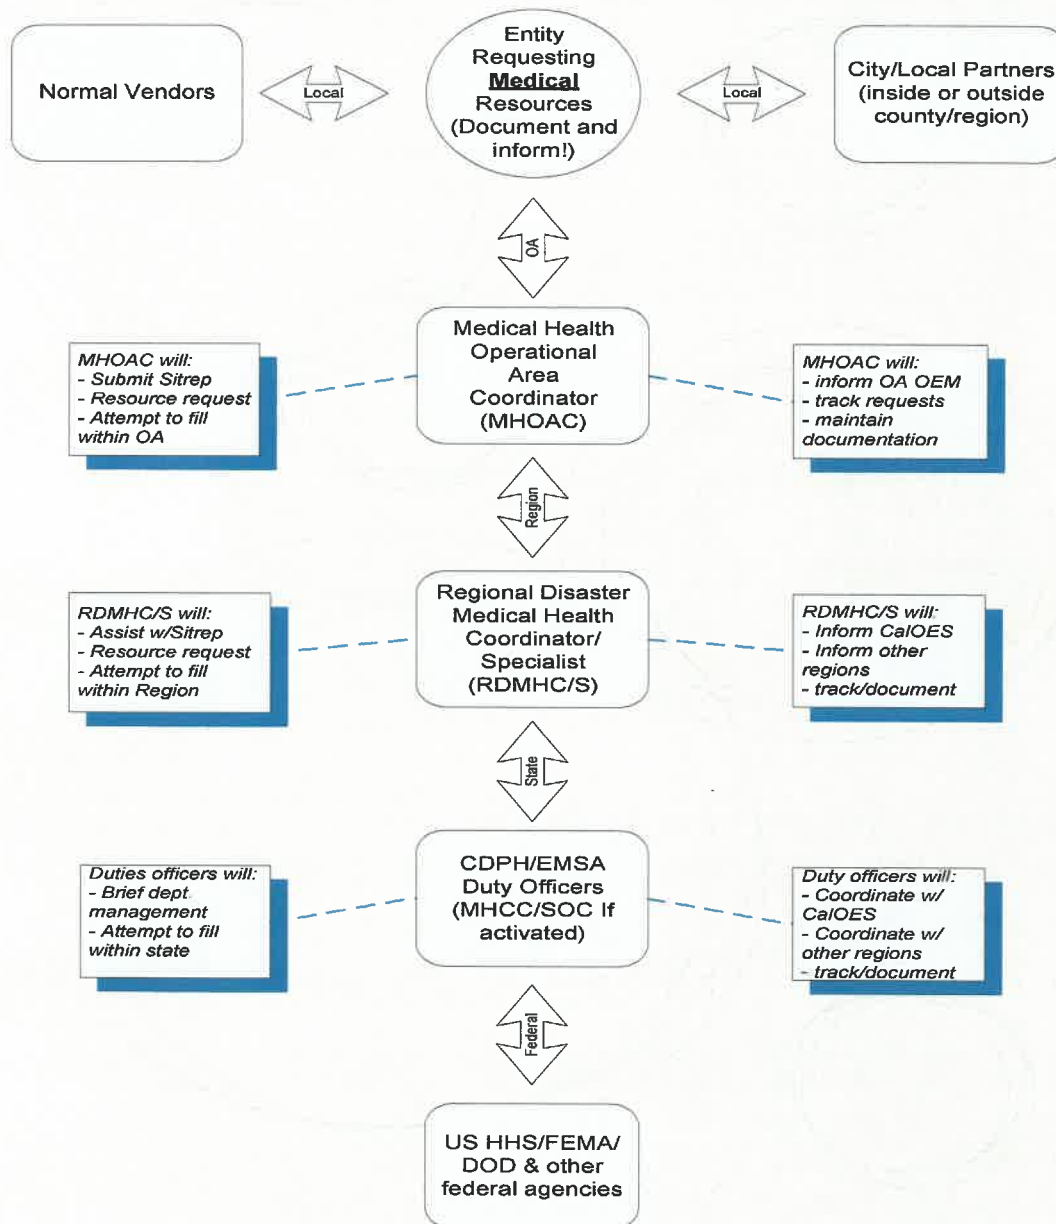 Normal Vendors
Local
Entity
Requesting
Medical
Resources
(Document and
inform!)
Local
City/Local Partners
(inside or outside
county/region)
OA
MHOAC will:
- Submit Sitrep
- Resource request
- Attempt to fill
within OA
Medical Health
Operational
Area
Coordinator
(MHOAC)
MHOAC will:
- inform OA OEM
- track requests
- maintain
documentation
Region
RDMHC/S will:
- Assist w/Sitrep
- Resource request
- Attempt to fill
within Region
Regional Disaster
Medical Health
Coordinator/
Specialist
(RDMHC/S)
RDMHC/S will:
- Inform CalOES
- Inform other
regions
- track/document
State
Duties officers will:
- Brief dept.
management
- Attempt to fill
within state
CDPH/EMSA
Duty Officers
(MHCC/SOC If
activated)
Duty officers will:
- Coordinate w/
CalOES
- Coordinate w/
other regions
- track/document
Federal
US HHS/FEMA/
DOD & other
federal agencies